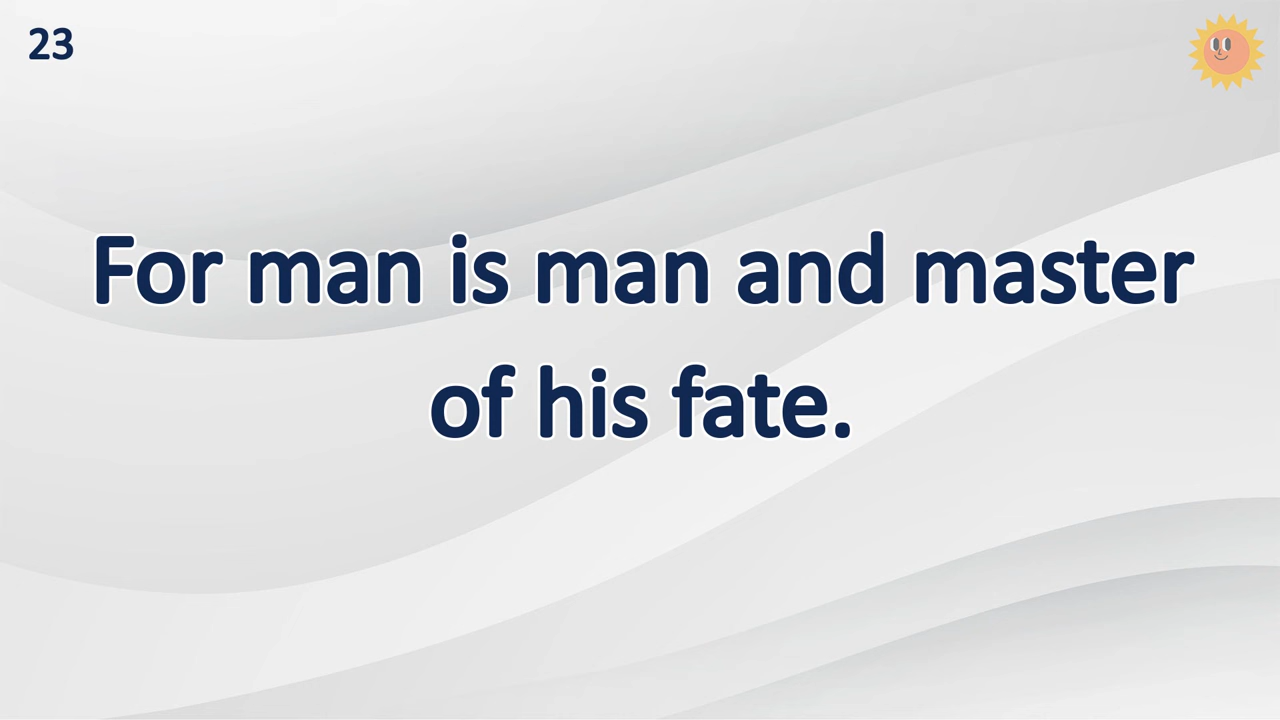 23
For man is man and master
of his fate.